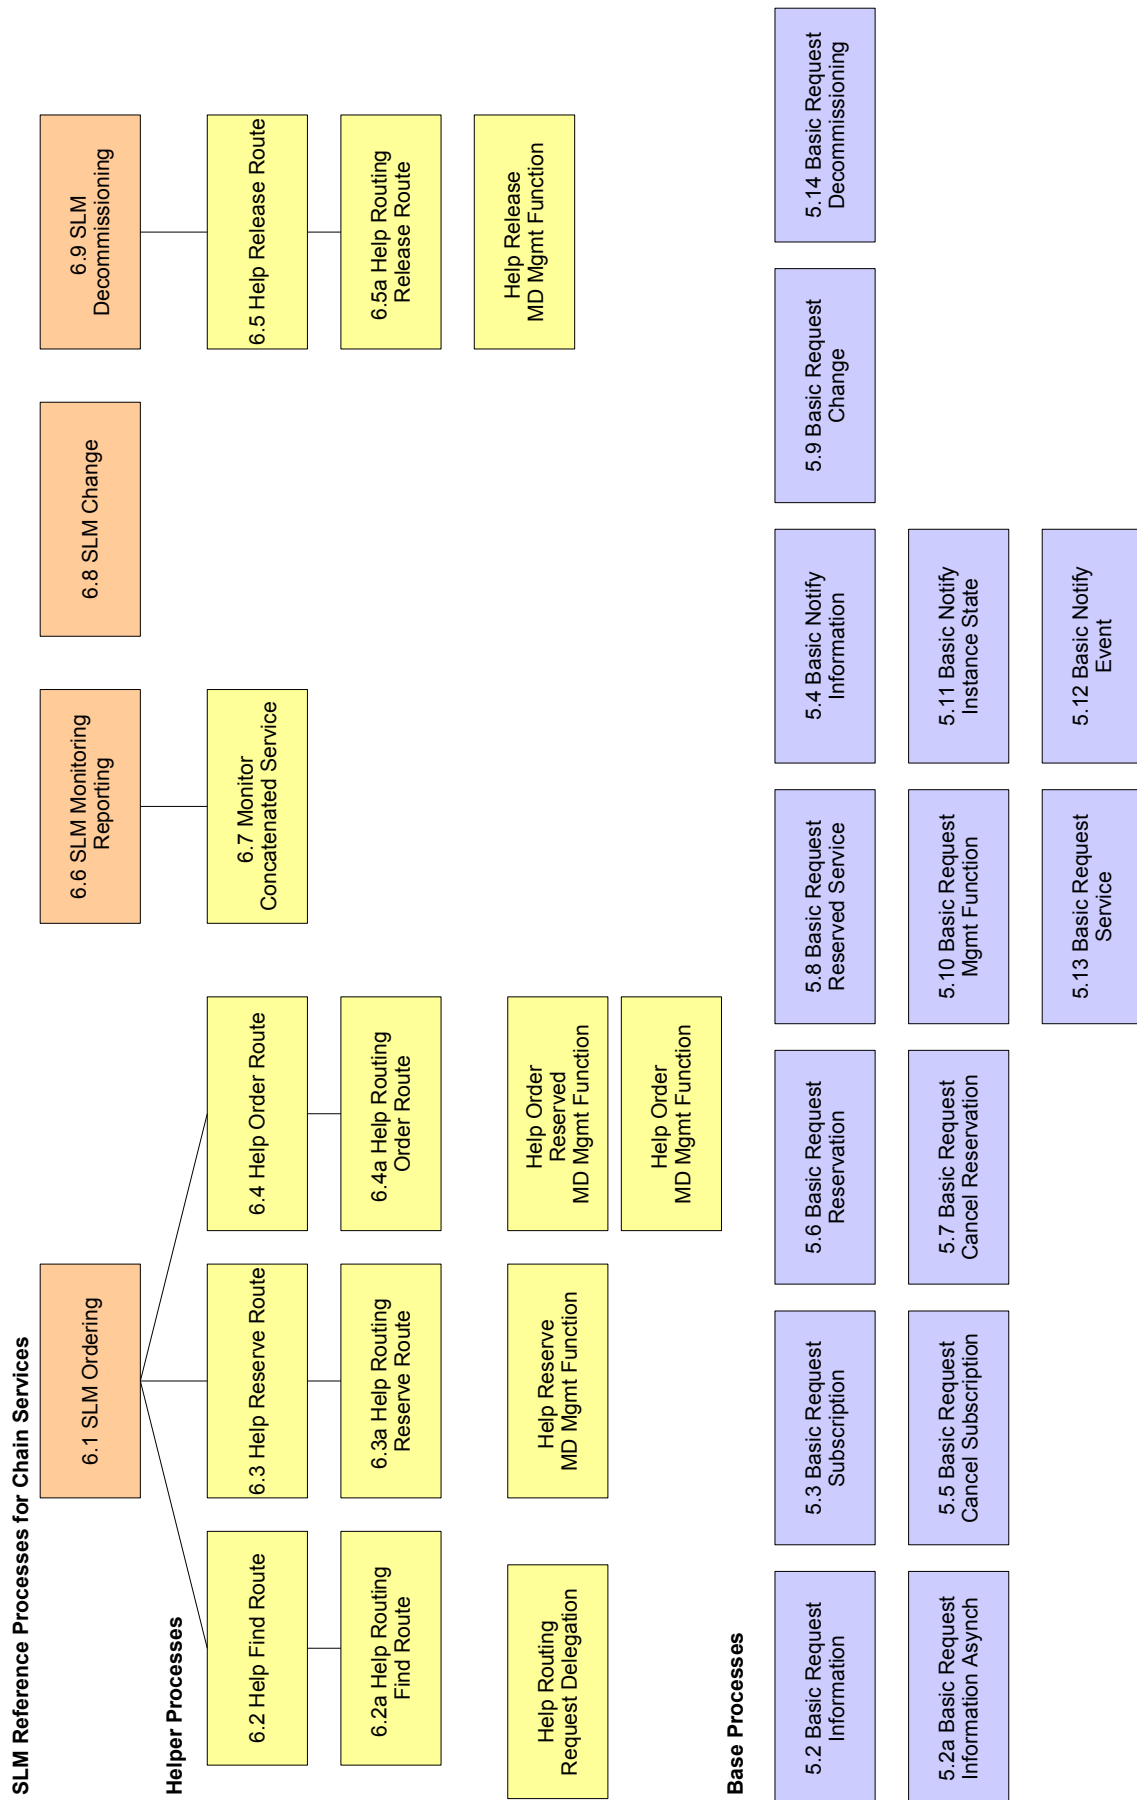 SLM Reference Processes for Chain Services
6.1 SLM Ordering
6.6 SLM Monitoring
Reporting
6.8 SLM Change
6.9 SLM
Decommissioning
Helper Processes
6.2 Help Find Route
6.3 Help Reserve Route
6.4 Help Order Route
6.7 Monitor
Concatenated Service
6.5 Help Release Route
6.2a Help Routing
Find Route
6.3a Help Routing
Reserve Route
6.4a Help Routing
Order Route
6.5a Help Routing
Release Route
Help Routing
Request Delegation
Help Reserve
MD Mgmt Function
Help Order
Reserved
MD Mgmt Function
Help Release
MD Mgmt Function
Help Order
MD Mgmt Function
Base Processes
5.2 Basic Request
Information
5.3 Basic Request
Subscription
5.6 Basic Request
Reservation
5.8 Basic Request
Reserved Service
5.4 Basic Notify
Information
5.9 Basic Request
Change
5.14 Basic Request
Decommissioning
5.2a Basic Request
Information Asynch
5.5 Basic Request
Cancel Subscription
5.7 Basic Request
Cancel Reservation
5.10 Basic Request
Mgmt Function
5.11 Basic Notify
Instance State
5.13 Basic Request
Service
5.12 Basic Notify
Event